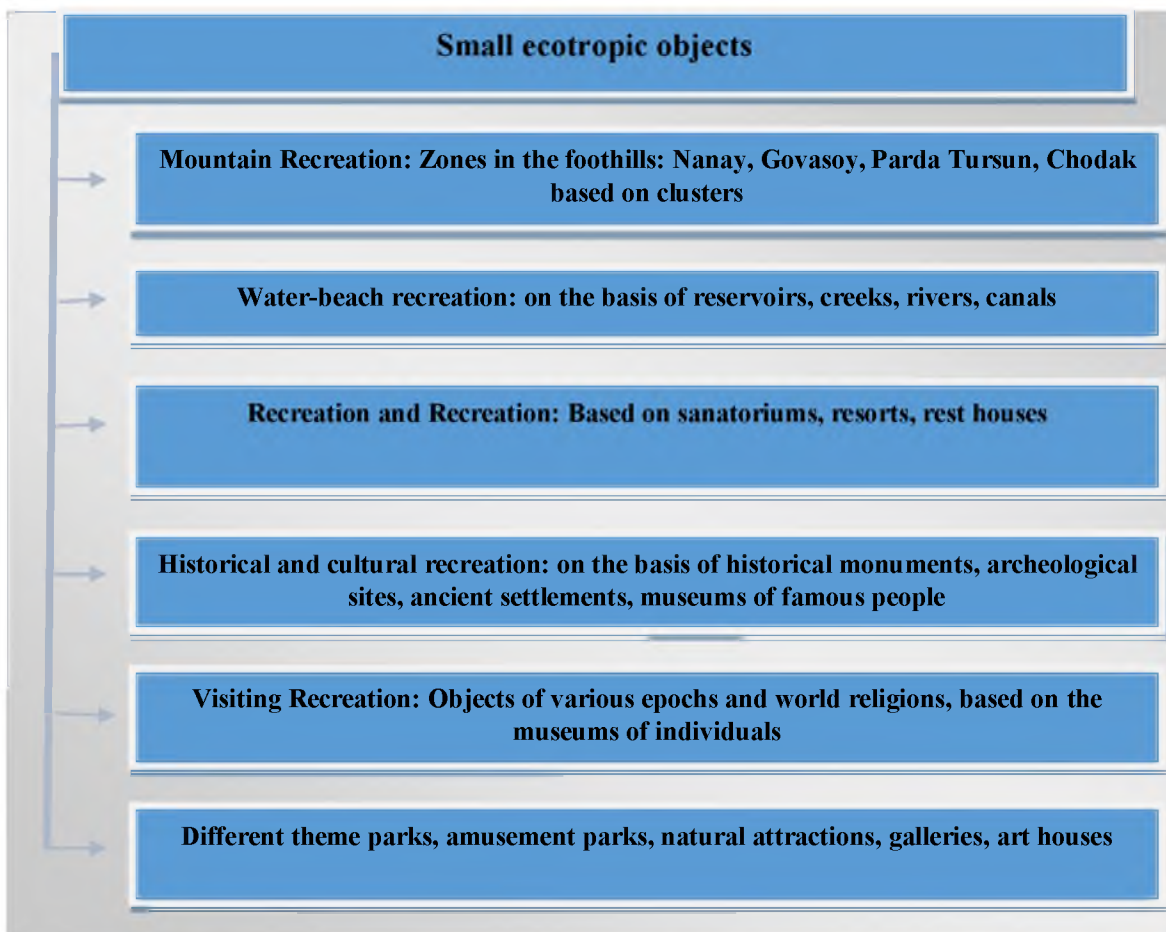 Small ecotropic objects
Mountain Recreation: Zones in the foothills: Nanay, Govasoy, Parda Tursun, Chodak
based on clusters
Water-beach recreation: on the basis of reservoirs, creeks, rivers, canals
Recreation and Recreation: Based on sanatoriums, resorts, rest houses
Historical and cultural recreation: on the basis of historical monuments, archeological
sites, ancient settlements, museums of famous people
Visiting Recreation: Objects of various epochs and world religions, based on the
museums of individuals
Different theme parks, amusement parks, natural attractions, galleries, art houses